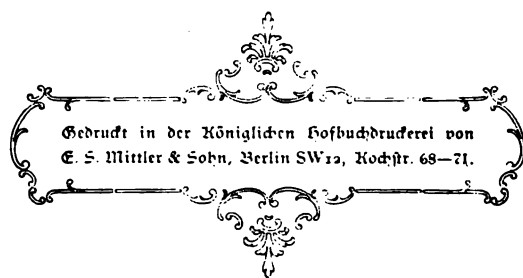 Gedruckt in der Königlichen Hofbuchdruckerei von
E. S. Mittler & Sohn, Berlin SW12, Kochstr. 68—71.